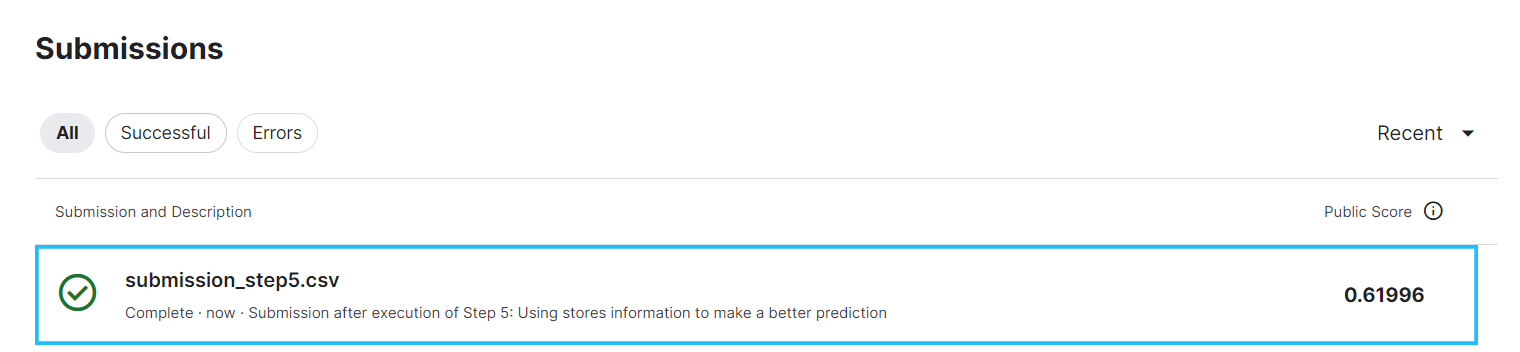 Submissions
All Successful Errors Recent
Submission and Description Public Score
submission_step5.csv
0.61996
Complete · now · Submission after execution of Step 5: Using stores information to make a better prediction